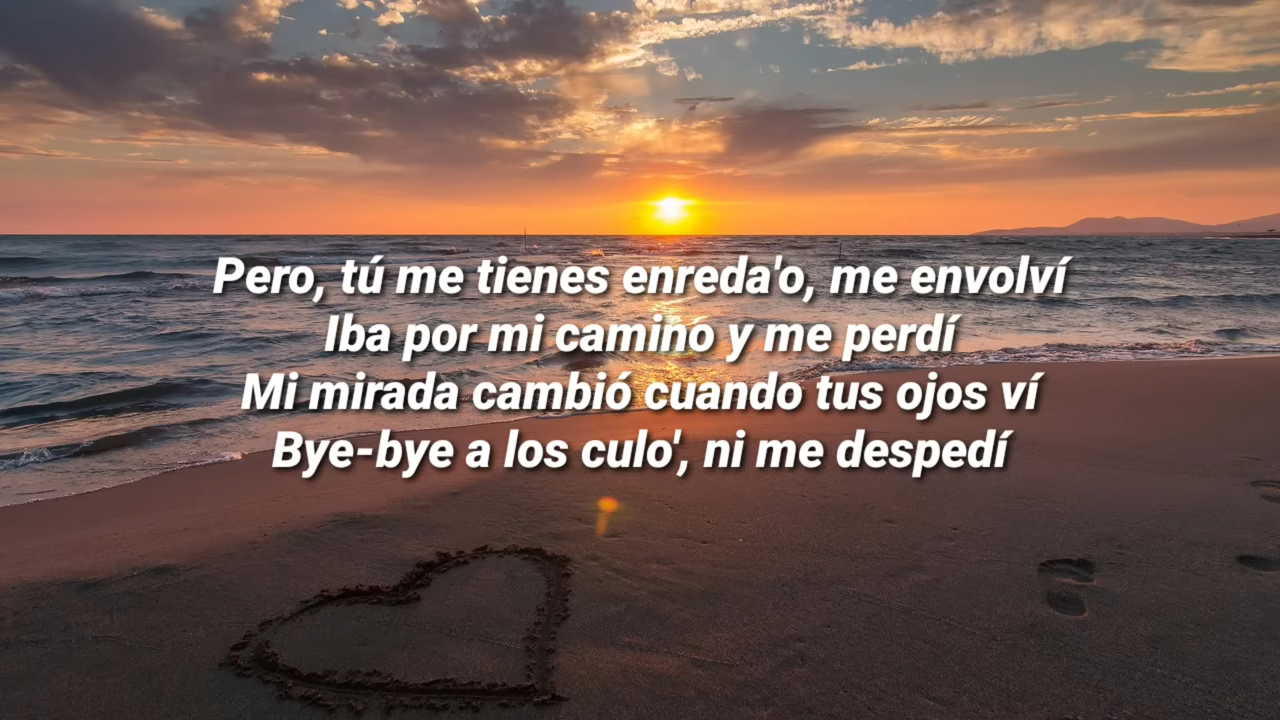 Pero, tú me tienes enreda'o, me envolví
Iba por mi camino y me perdí
Mi mirada cambió cuando tus ojos ví
Bye-bye a los culo', ni me despedí